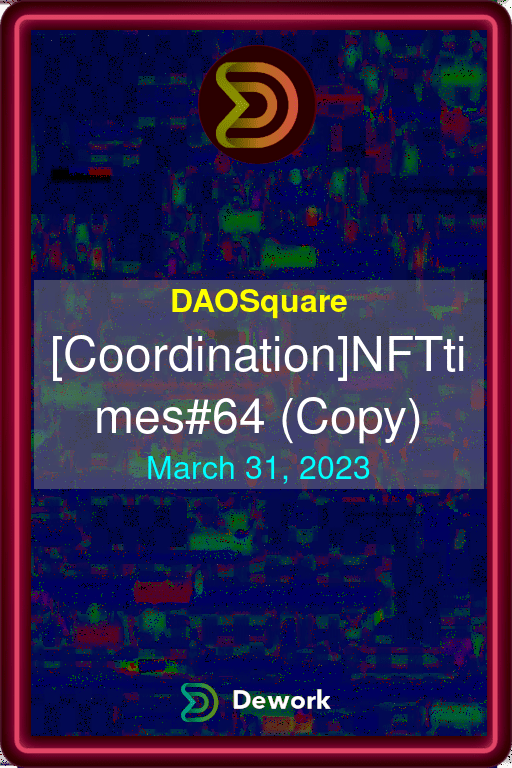 DAOSquare
[Coordination]NFTti
mes#64 (Copy)
March 31, 2023
Dework